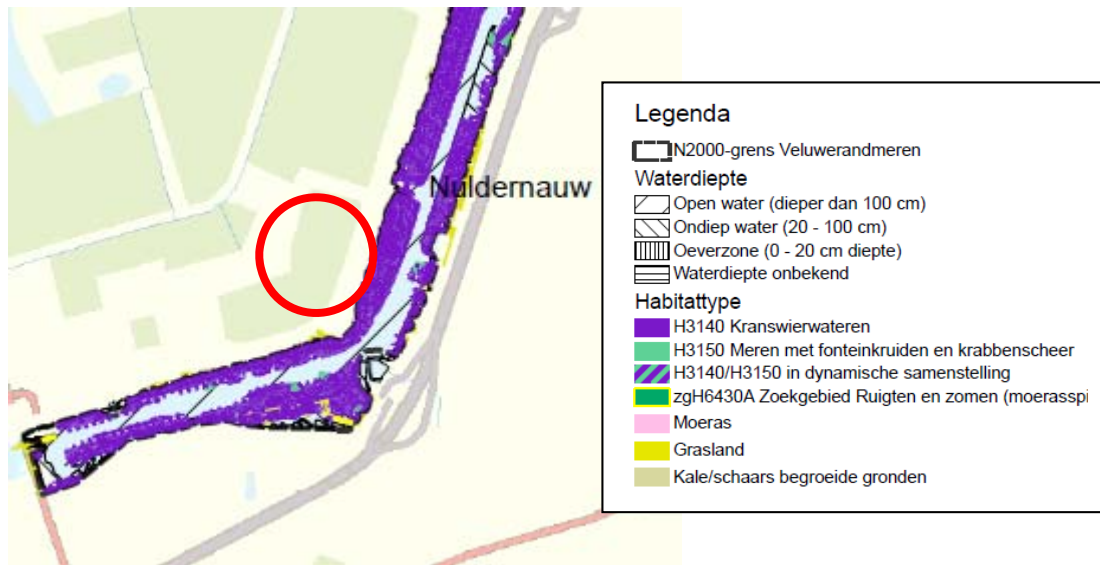 Nuldernauw
Legenda
N2000-grens Veluwerandmeren
Waterdiepte
Open water (dieper dan 100 cm)
Ondiep water (20 - 100 cm)
Oeverzone (0 - 20 cm diepte)
Waterdiepte onbekend
Habitattype
H3140 Kranswierwateren
H3150 Meren met fonteinkruiden en krabbenscheer
H3140/H3150 in dynamische samenstelling
zgH6430A Zoekgebied Ruigten en zomen (moerasspi
Moeras
Grasland
Kale/schaars begroeide gronden